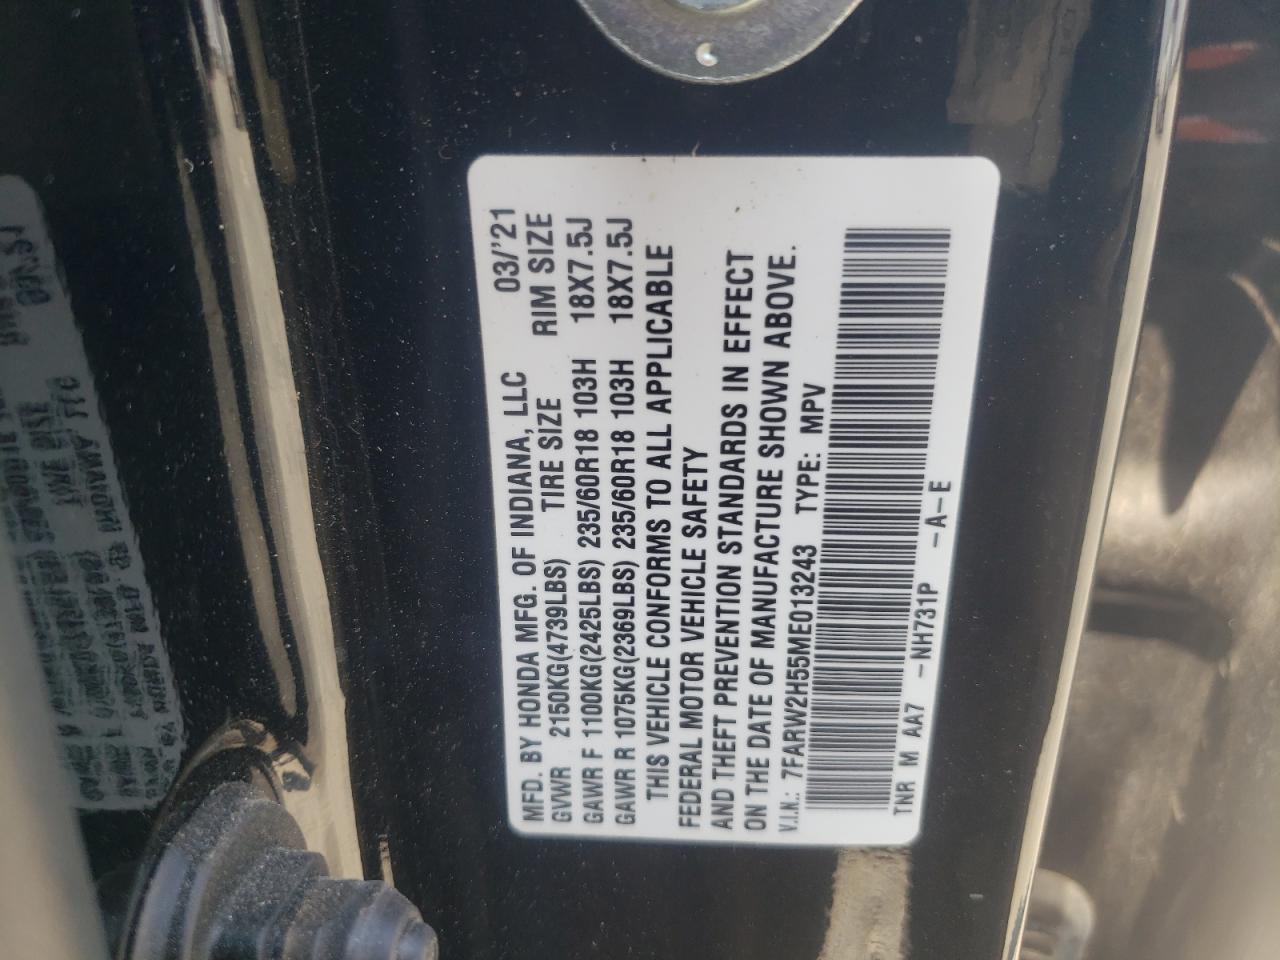 MFD. BY HONDA MFG. OF INDIANA, LLC 03/'21
GVWR 2150KG(4739LBS) TIRE SIZE RIM SIZE
GAWR F 1100KG(2425LBS) 235/60R18 103H 18X7.5J
GAWR R 1075KG(2369LBS) 235/60R18 103H 18X7.5J
THIS VEHICLE CONFORMS TO ALL APPLICABLE
FEDERAL MOTOR VEHICLE SAFETY
AND THEFT PREVENTION STANDARDS IN EFFECT
ON THE DATE OF MANUFACTURE SHOWN ABOVE.
V.I.N.: 7FARW2H55ME013243 TYPE: MPV
TNR M AA7 -NH731P -A-E